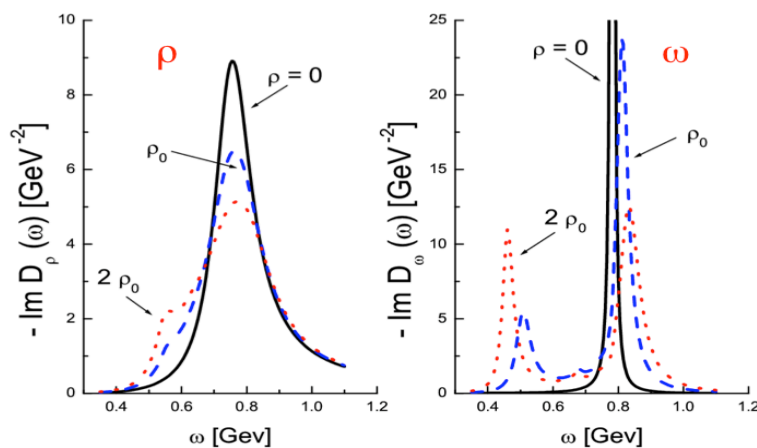 - Im D_ρ (ω) [GeV⁻²]
10
8
6
4
2
0
ρ
ρ = 0
ρ₀
2 ρ₀
0.4 0.6 0.8 1.0 1.2
ω [Gev]
- Im D_ω (ω) [GeV⁻²]
25
20
15
10
5
0
ρ = 0
ω
ρ₀
2 ρ₀
0.4 0.6 0.8 1.0 1.2
ω [Gev]